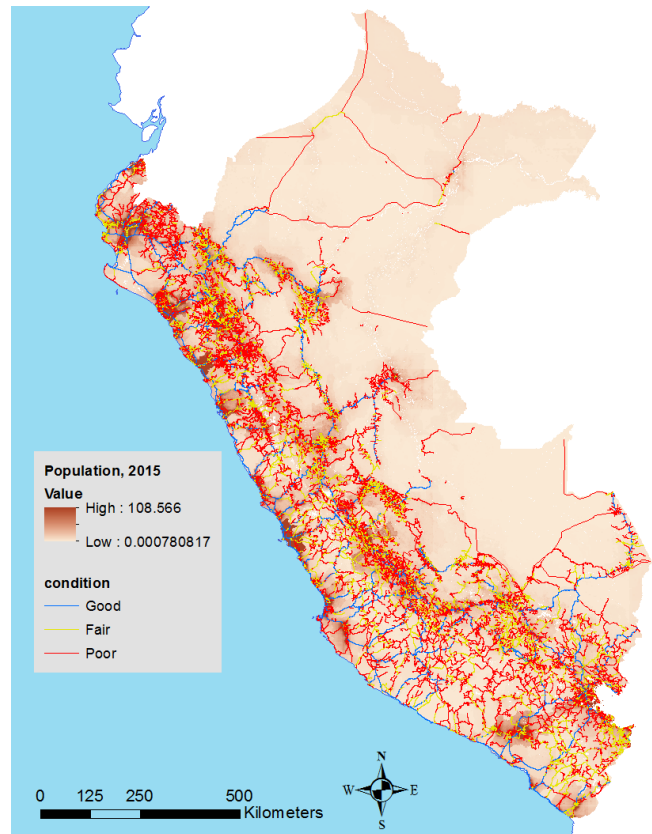 Population, 2015
Value
High : 108.566
Low : 0.000780817
condition
Good
Fair
Poor
N
W E
S
0 125 250 500
Kilometers